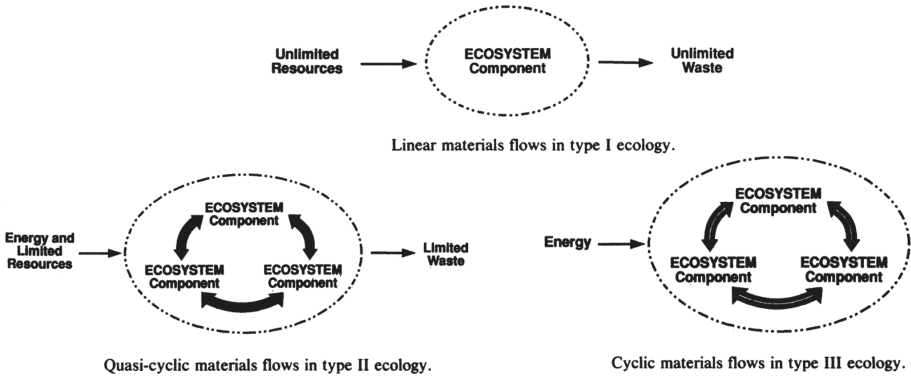 Unlimited
Resources
ECOSYSTEM
Component
Unlimited
Waste
Linear materials flows in type I ecology.
Energy and
Limited
Resources
ECOSYSTEM
Component
ECOSYSTEM
Component
ECOSYSTEM
Component
Limited
Waste
Quasi-cyclic materials flows in type II ecology.
Energy
ECOSYSTEM
Component
ECOSYSTEM
Component
ECOSYSTEM
Component
Cyclic materials flows in type III ecology.